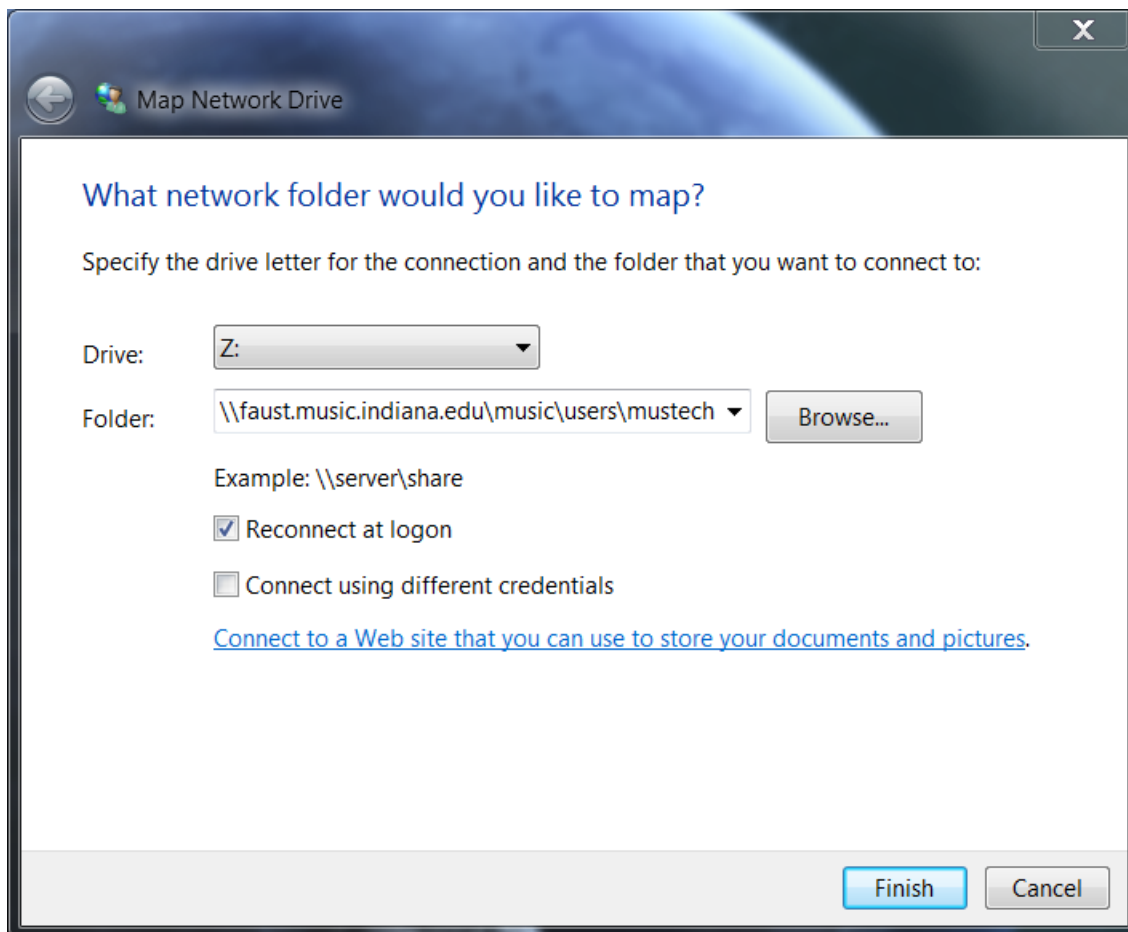 X
Map Network Drive
What network folder would you like to map?
Specify the drive letter for the connection and the folder that you want to connect to:
Drive: Z:
Folder: \\faust.music.indiana.edu\music\users\mustech Browse...
Example: \\server\share
Reconnect at logon
Connect using different credentials
Connect to a Web site that you can use to store your documents and pictures.
Finish Cancel